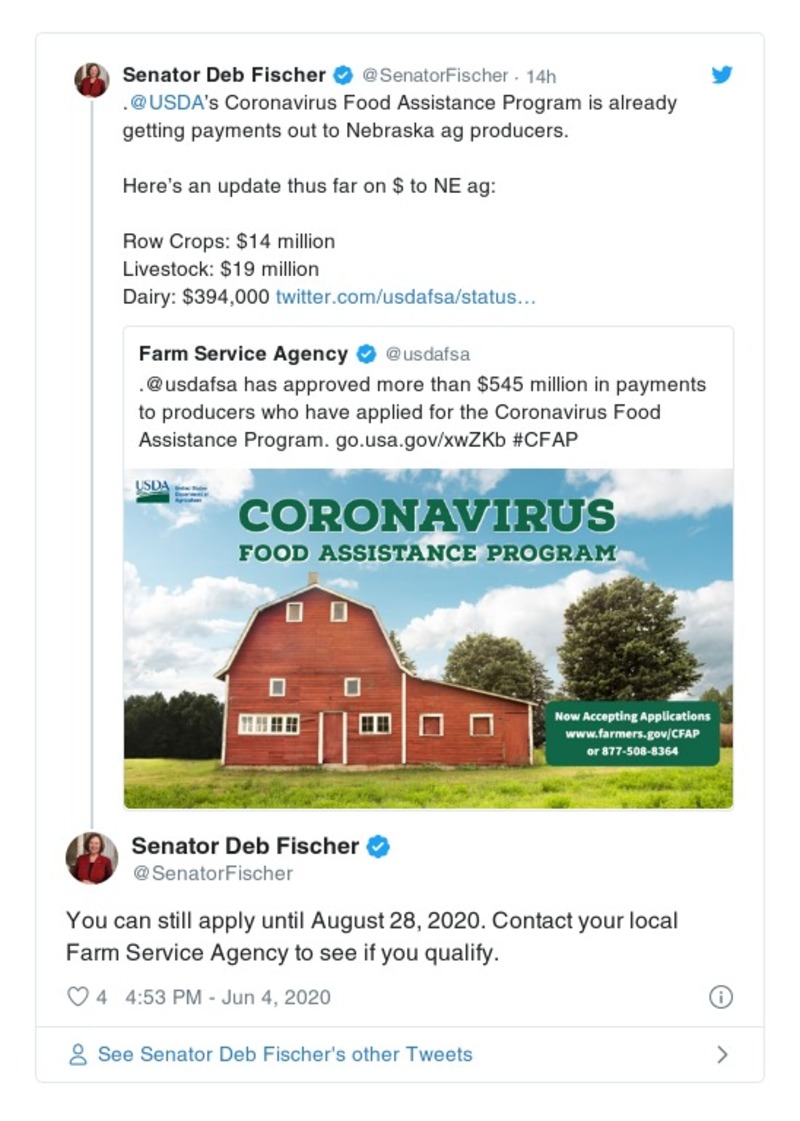 Senator Deb Fischer @SenatorFischer · 14h
.@USDA's Coronavirus Food Assistance Program is already
getting payments out to Nebraska ag producers.
Here's an update thus far on $ to NE ag:
Row Crops: $14 million
Livestock: $19 million
Dairy: $394,000 twitter.com/usdafsa/status…
Farm Service Agency @usdafsa
.@usdafsa has approved more than $545 million in payments
to producers who have applied for the Coronavirus Food
Assistance Program. go.usa.gov/xwZKb #CFAP
USDA
United States
Department of
Agriculture
CORONAVIRUS
FOOD ASSISTANCE PROGRAM
Now Accepting Applications
www.farmers.gov/CFAP
or 877-508-8364
Senator Deb Fischer
@SenatorFischer
You can still apply until August 28, 2020. Contact your local
Farm Service Agency to see if you qualify.
4 4:53 PM - Jun 4, 2020
See Senator Deb Fischer's other Tweets